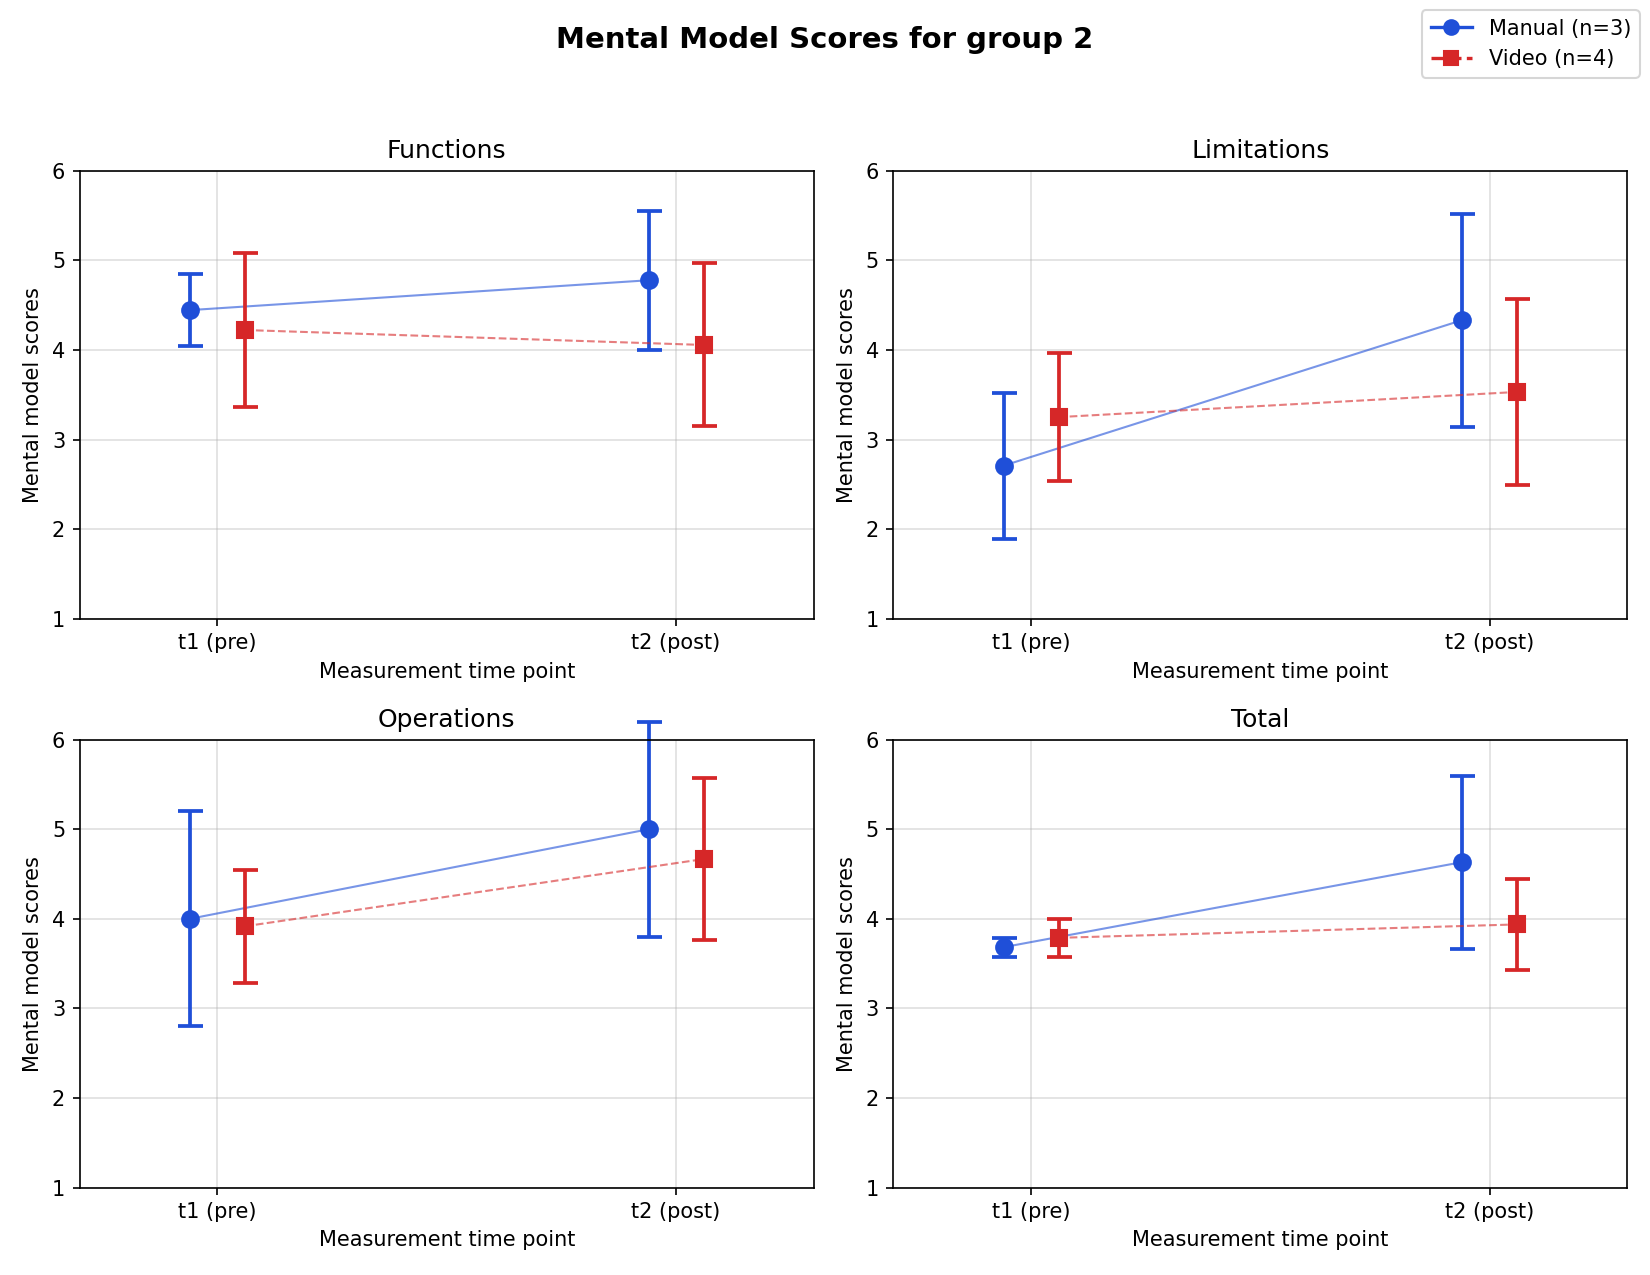 Mental Model Scores for group 2
Manual (n=3)
Video (n=4)
Functions
Mental model scores
6
5
4
3
2
1
t1 (pre)
t2 (post)
Measurement time point
Limitations
Mental model scores
6
5
4
3
2
1
t1 (pre)
t2 (post)
Measurement time point
Operations
Mental model scores
6
5
4
3
2
1
t1 (pre)
t2 (post)
Measurement time point
Total
Mental model scores
6
5
4
3
2
1
t1 (pre)
t2 (post)
Measurement time point